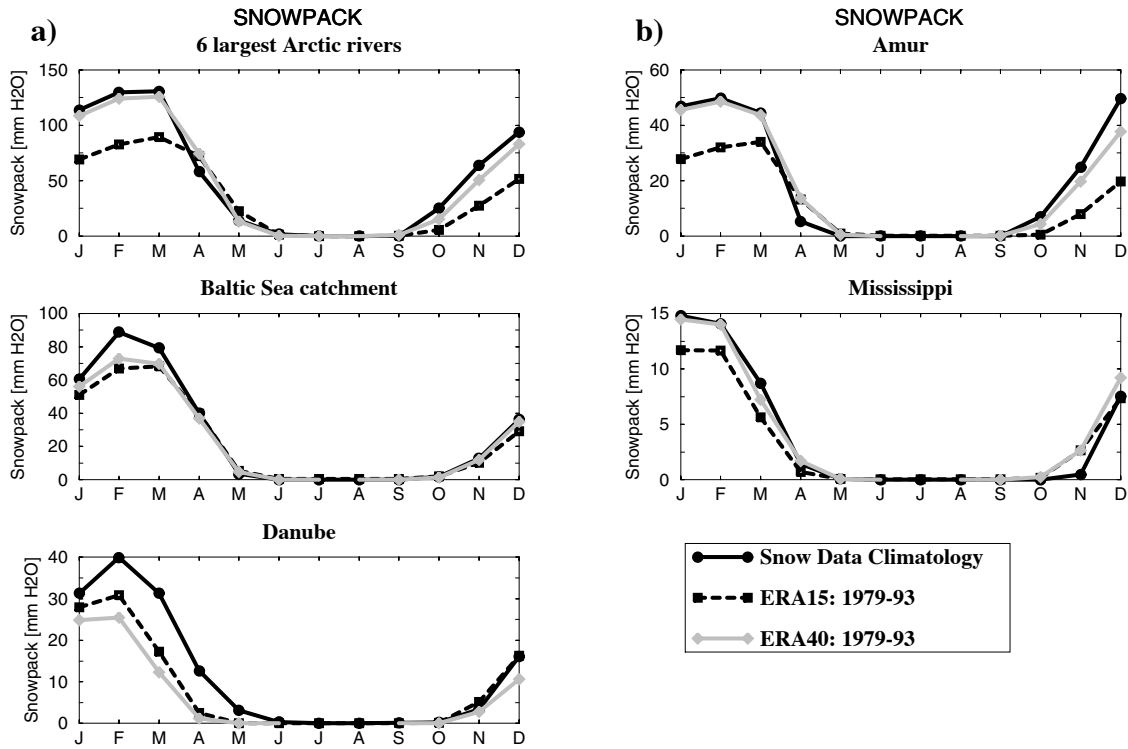 a)
SNOWPACK
6 largest Arctic rivers
Snowpack [mm H2O]
150
100
50
0
J F M A M J J A S O N D
Baltic Sea catchment
Snowpack [mm H2O]
100
80
60
40
20
0
J F M A M J J A S O N D
Danube
Snowpack [mm H2O]
40
30
20
10
0
J F M A M J J A S O N D
b)
SNOWPACK
Amur
Snowpack [mm H2O]
60
40
20
0
J F M A M J J A S O N D
Mississippi
Snowpack [mm H2O]
15
10
5
0
J F M A M J J A S O N D
Snow Data Climatology
ERA15: 1979-93
ERA40: 1979-93